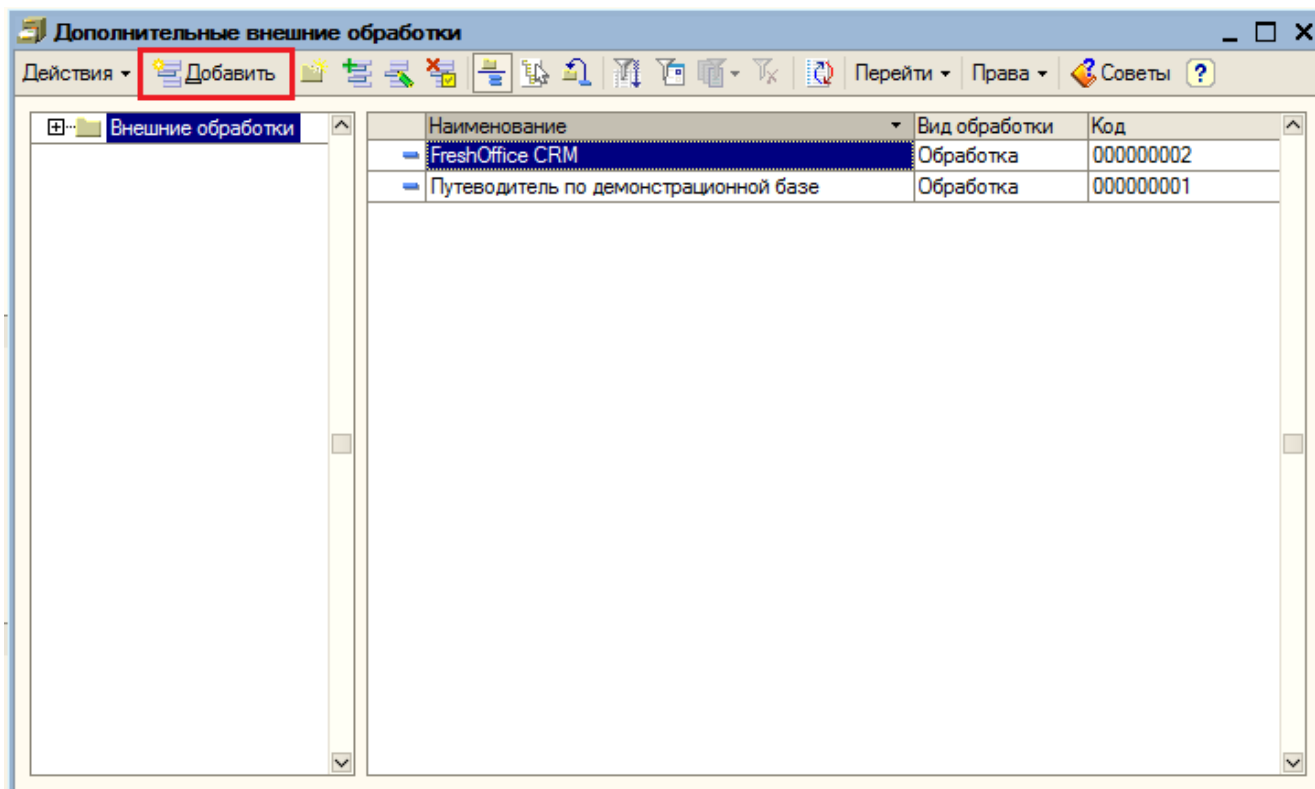 Дополнительные внешние обработки
Действия Добавить Перейти Права Советы ?
Внешние обработки
Наименование Вид обработки Код
FreshOffice CRM Обработка 000000002
Путеводитель по демонстрационной базе Обработка 000000001